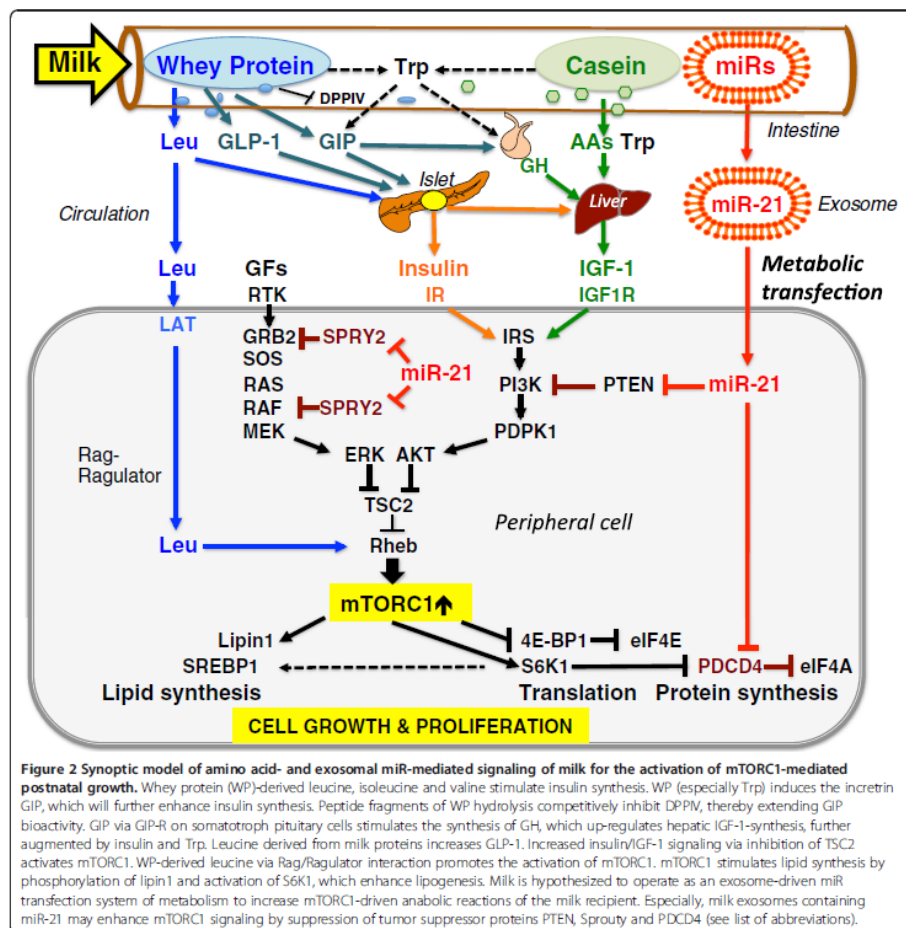 Milk
Whey Protein
Trp
Casein
miRs
DPPIV
Intestine
Leu
GLP-1
GIP
GH
AAs Trp
Islet
Liver
miR-21
Exosome
Circulation
Metabolic
transfection
Leu
GFs
Insulin
IGF-1
RTK
IR
IGF1R
LAT
GRB2
SPRY2
IRS
SOS
miR-21
RAS
PI3K
PTEN
miR-21
RAF
SPRY2
MEK
PDPK1
ERK
AKT
Rag-
Ragulator
TSC2
Peripheral cell
Leu
Rheb
mTORC1
Lipin1
4E-BP1
eIF4E
SREBP1
S6K1
PDCD4
eIF4A
Lipid synthesis
Translation
Protein synthesis
CELL GROWTH & PROLIFERATION
Figure 2 Synoptic model of amino acid- and exosomal miR-mediated signaling of milk for the activation of mTORC1-mediated
postnatal growth. Whey protein (WP)-derived leucine, isoleucine and valine stimulate insulin synthesis. WP (especially Trp) induces the incretin
GIP, which will further enhance insulin synthesis. Peptide fragments of WP hydrolysis competitively inhibit DPPIV, thereby extending GIP
bioactivity. GIP via GIP-R on somatotroph pituitary cells stimulates the synthesis of GH, which up-regulates hepatic IGF-1-synthesis, further
augmented by insulin and Trp. Leucine derived from milk proteins increases GLP-1. Increased insulin/IGF-1 signaling via inhibition of TSC2
activates mTORC1. WP-derived leucine via Rag/Ragulator interaction promotes the activation of mTORC. mTORC1 stimulates lipid synthesis by
phosphorylation of lipin1 and activation of S6K1, which enhance lipogenesis. Milk is hypothesized to operate as an exosome-driven miR
transfection system of metabolism to increase mTORC1-driven anabolic reactions of the milk recipient. Especially, milk exosomes containing
miR-21 may enhance mTORC1 signaling by suppression of tumor suppressor proteins PTEN, Sprouty and PDCD4 (see list of abbreviations).